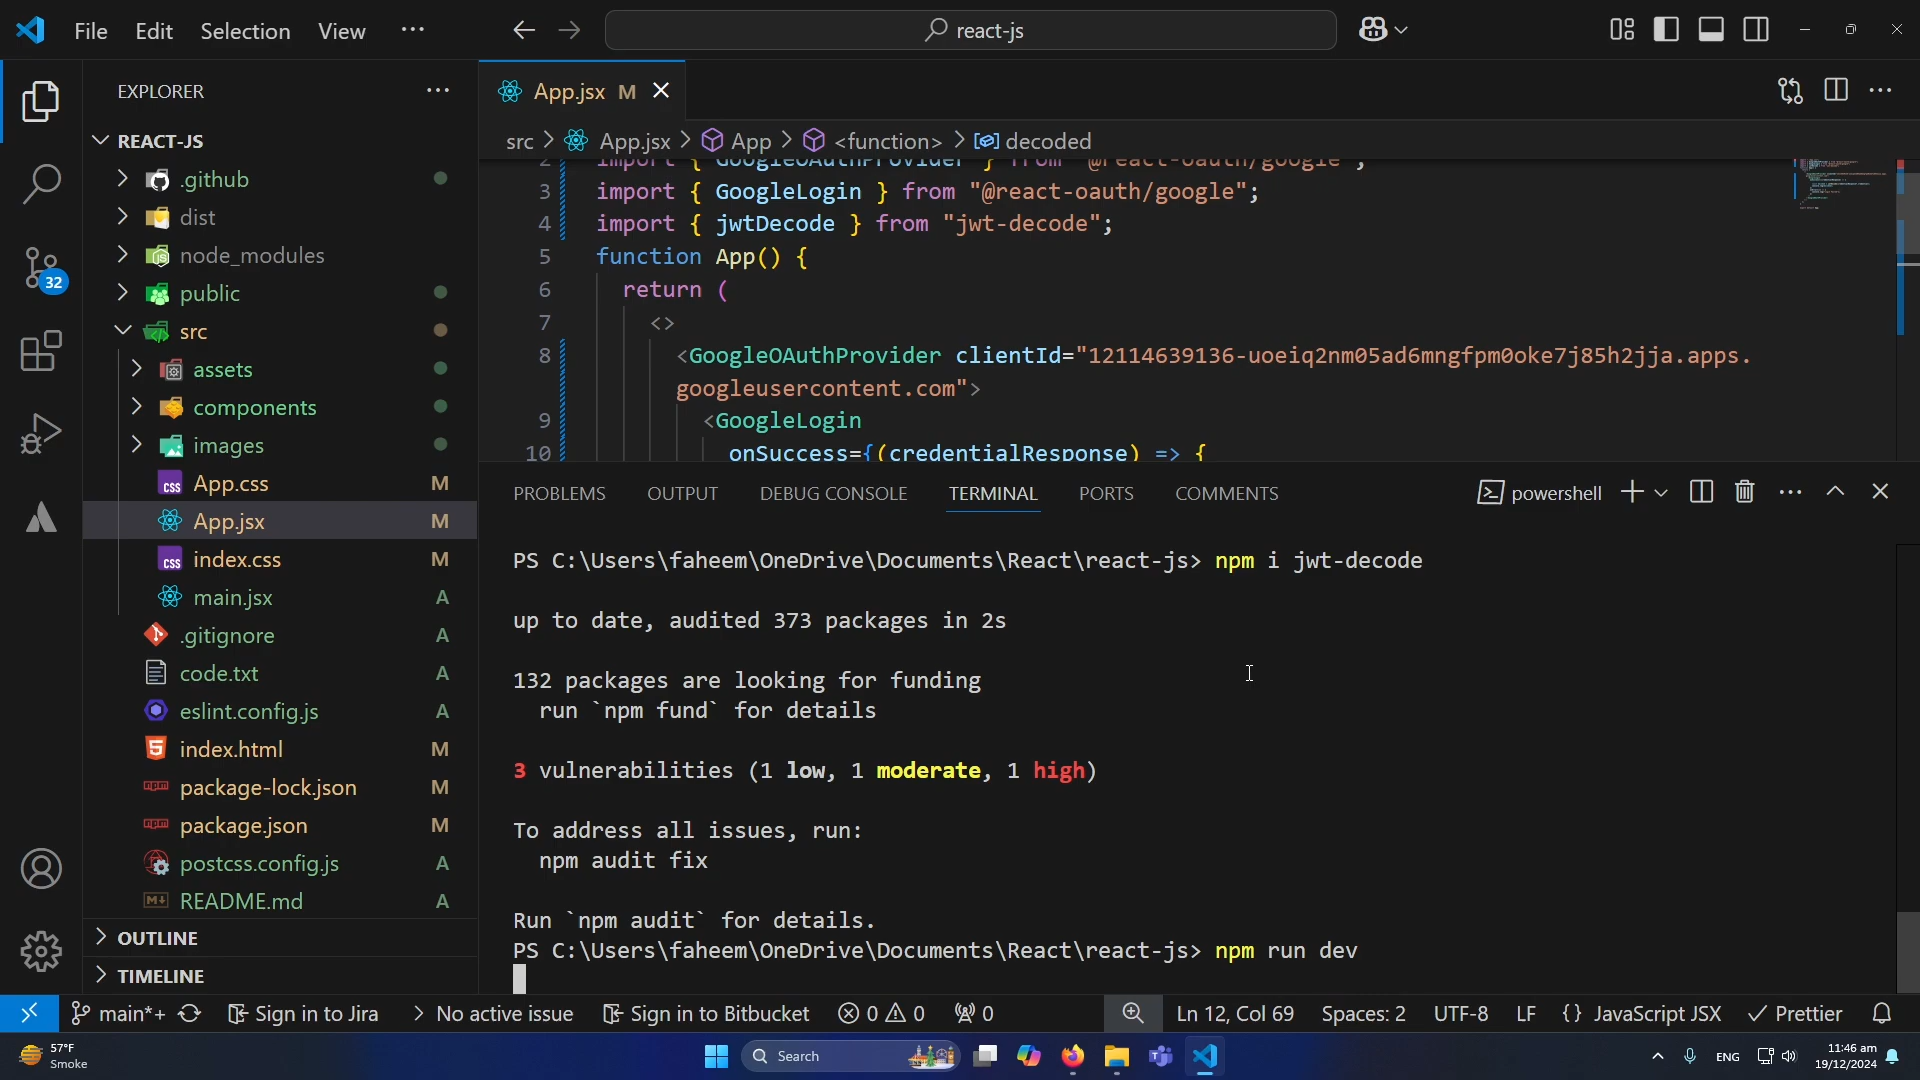 File Edit Selection View ···
react-js
EXPLORER
REACT-JS
.github
dist
node_modules
public
src
assets
components
images
App.css M
App.jsx M
index.css M
main.jsx A
.gitignore A
code.txt A
eslint.config.js A
index.html M
package-lock.json M
package.json M
postcss.config.js A
README.md A
OUTLINE
TIMELINE
32
App.jsx M
src > App.jsx > App > <function> > decoded
2 import { GoogleOAuthProvider } from "@react-oauth/google";
3 import { GoogleLogin } from "@react-oauth/google";
4 import { jwtDecode } from "jwt-decode";
5 function App() {
6 return (
7 <>
8 <GoogleOAuthProvider clientId="12114639136-uoeiq2nm05ad6mngfpm0oke7j85h2jja.apps.
googleusercontent.com">
9 <GoogleLogin
10 onSuccess={(credentialResponse) => {
PROBLEMS OUTPUT DEBUG CONSOLE TERMINAL PORTS COMMENTS
powershell
PS C:\Users\faheem\OneDrive\Documents\React\react-js> npm i jwt-decode
up to date, audited 373 packages in 2s
132 packages are looking for funding
run `npm fund` for details
3 vulnerabilities (1 low, 1 moderate, 1 high)
To address all issues, run:
npm audit fix
Run `npm audit` for details.
PS C:\Users\faheem\OneDrive\Documents\React\react-js> npm run dev
main*+ Sign in to Jira > No active issue Sign in to Bitbucket 0 0 0 Ln 12, Col 69 Spaces: 2 UTF-8 LF {} JavaScript JSX Prettier
57°F
Smoke
Search
ENG
11:46 am
19/12/2024